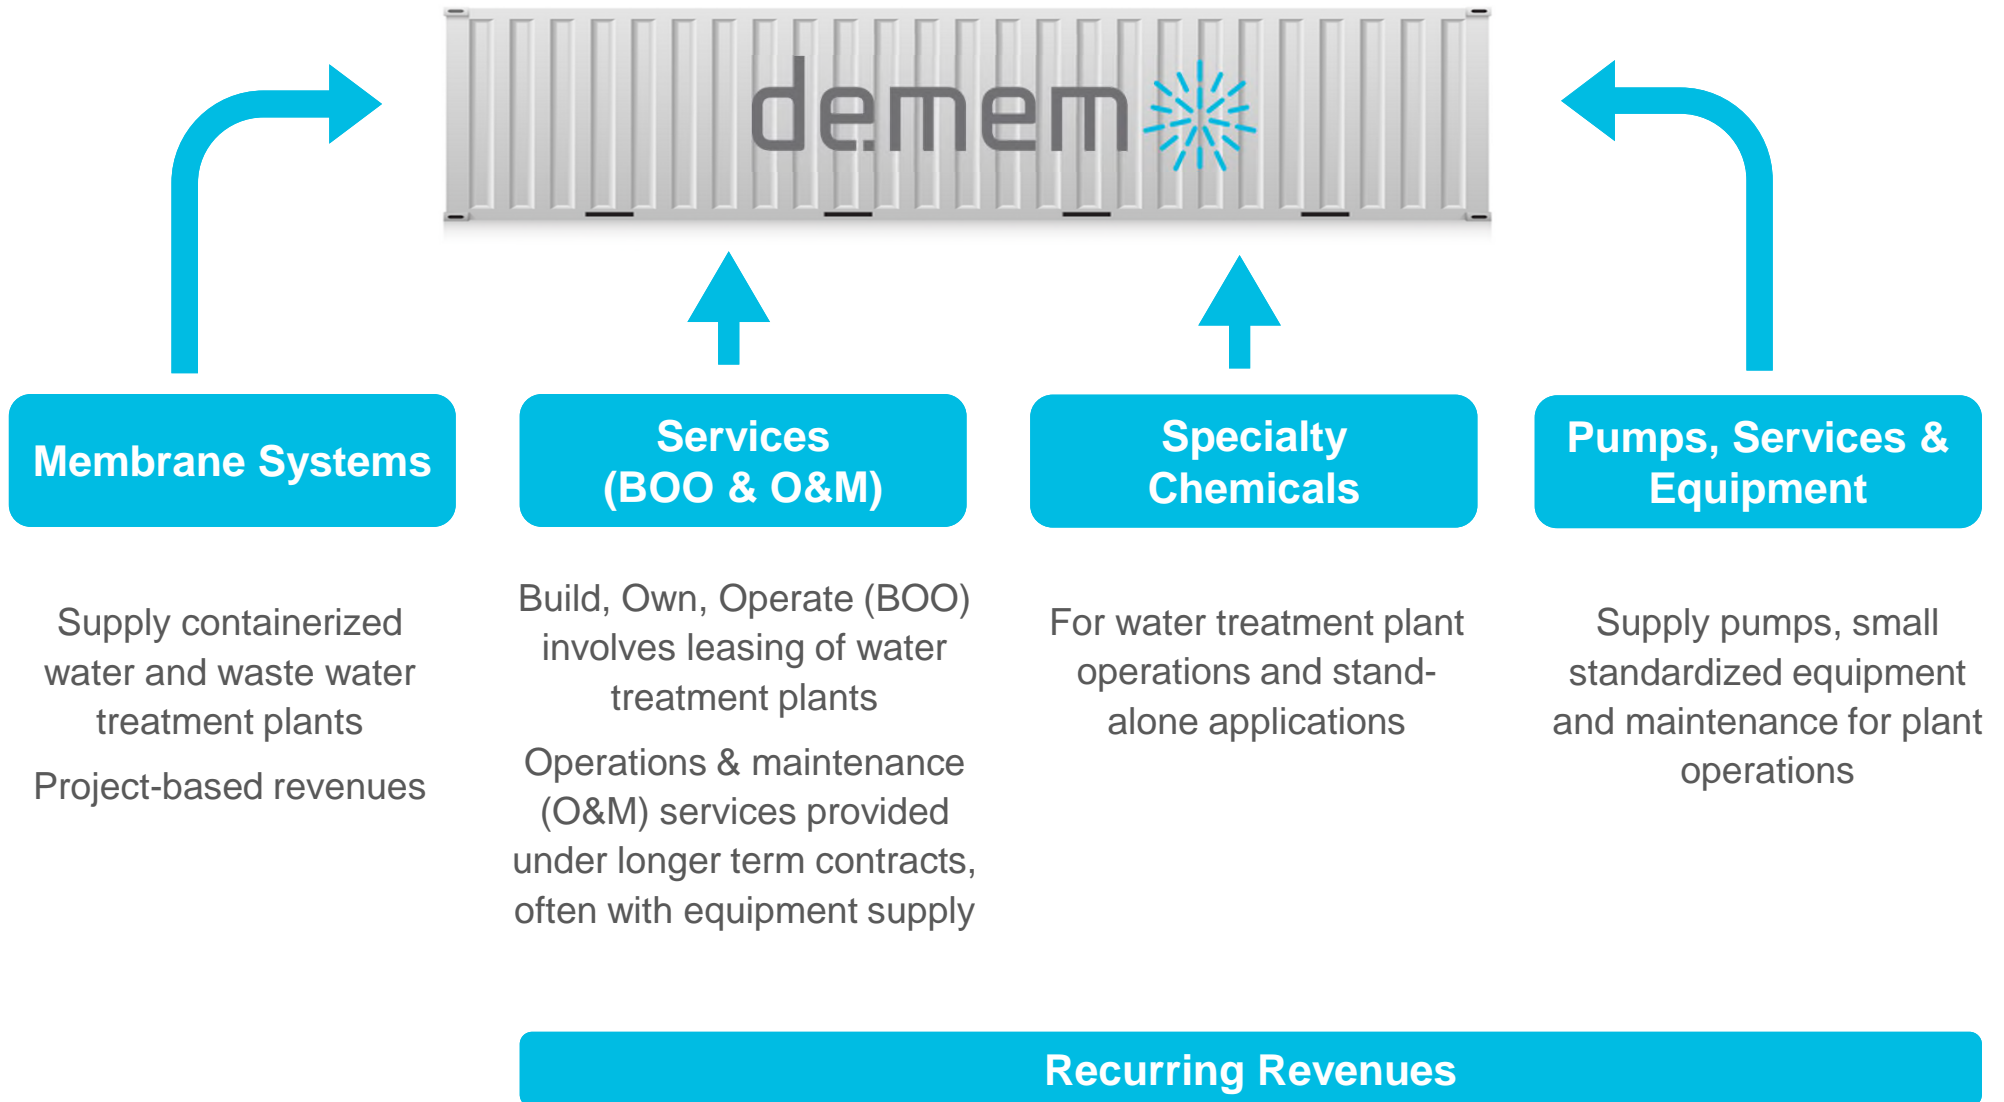 de.mem
Membrane Systems
Supply containerized
water and waste water
treatment plants
Project-based revenues
Services
(BOO & O&M)
Build, Own, Operate (BOO)
involves leasing of water
treatment plants
Operations & maintenance
(O&M) services provided
under longer term contracts,
often with equipment supply
Specialty
Chemicals
For water treatment plant
operations and stand-
alone applications
Pumps, Services &
Equipment
Supply pumps, small
standardized equipment
and maintenance for plant
operations
Recurring Revenues